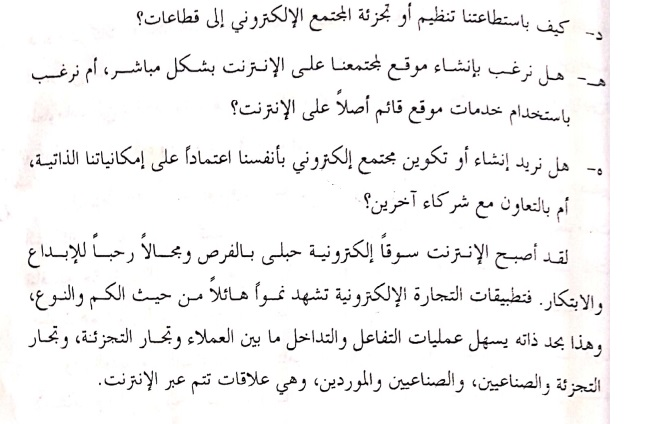 د- كيف باستطاعتنا تنظيم أو تجزئة المجتمع الإلكتروني إلى قطاعات؟
هـ- هل نرغب بإنشاء موقع لمجتمعنا على الإنترنت بشكل مباشر، أم نرغب
باستخدام خدمات موقع قائم أصلاً على الإنترنت؟
ه- هل نريد إنشاء أو تكوين مجتمع إلكتروني بأنفسنا اعتماداً على إمكانياتنا الذاتية،
أم بالتعاون مع شركاء آخرين؟
لقد أصبح الإنترنت سوقاً إلكترونية حبلى بالفرص ومجالاً رحباً للإبداع
والابتكار. فتطبيقات التجارة الإلكترونية تشهد نمواً هائلاً من حيث الكم والنوع،
وهذا بحد ذاته يسهل عمليات التفاعل والتداخل ما بين العملاء وتجار التجزئة، وتجار
التجزئة والصناعيين، والصناعيين والموردين، وهي علاقات تتم عبر الإنترنت.